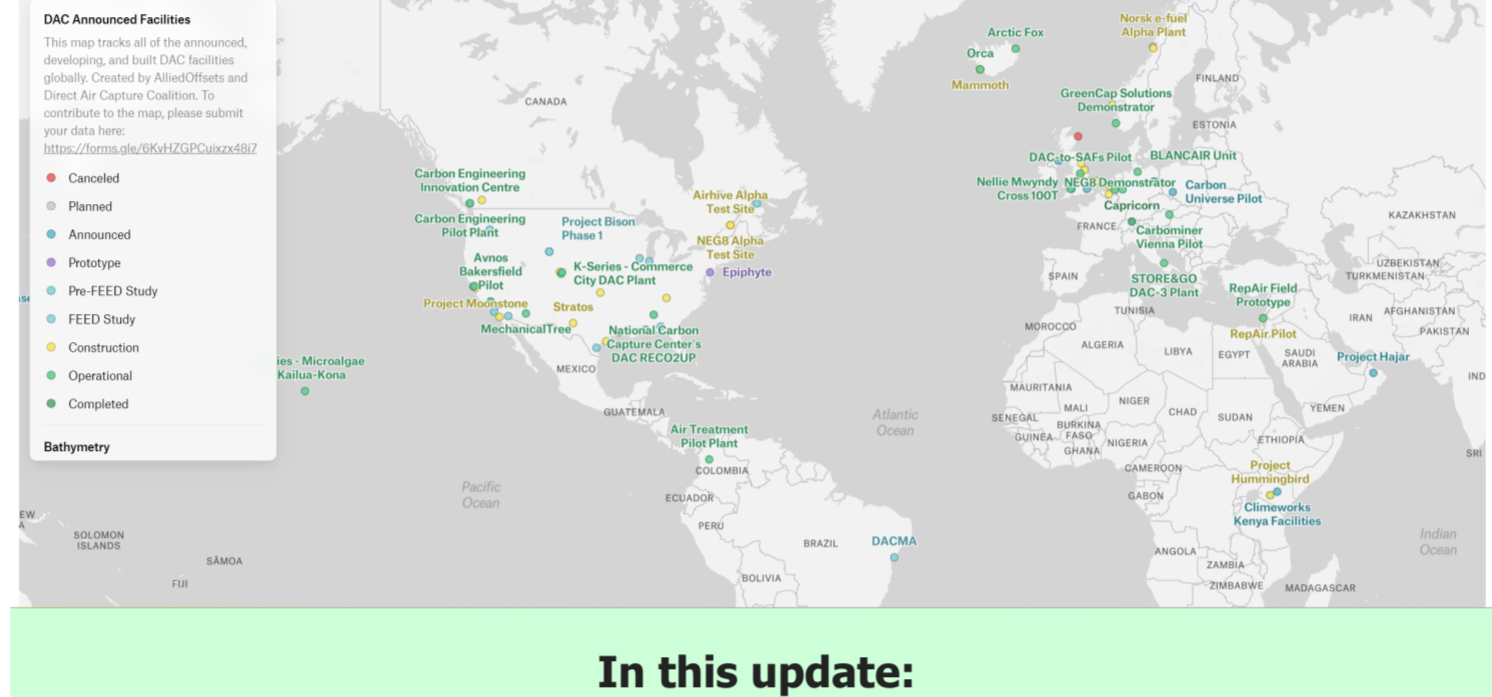 DAC Announced Facilities
This map tracks all of the announced,
developing, and built DAC facilities
globally. Created by AlliedOffsets and
Direct Air Capture Coalition. To
contribute to the map, please submit
your data here:
https://forms.gle/6KvHZGPCuixzx48i7
Canceled
Planned
Announced
Prototype
Pre-FEED Study
FEED Study
Construction
Operational
Completed
Bathymetry
CANADA
Carbon Engineering
Innovation Centre
Carbon Engineering
Pilot Plant
Project Bison
Phase 1
Airhive Alpha
Test Site
NEG8 Alpha
Test Site
Epiphyte
Avnos
Bakersfield
Pilot
K-Series - Commerce
City DAC Plant
Project Moonstone
Stratos
MechanicalTree
National Carbon
Capture Center's
DAC RECO2UP
ies - Microalgae
Kailua-Kona
MEXICO
GUATEMALA
Air Treatment
Pilot Plant
COLOMBIA
ECUADOR
PERU
BRAZIL
BOLIVIA
DACMA
Pacific
Ocean
Atlantic
Ocean
SOLOMON
ISLANDS
SĀMOA
FIJI
EW
A
se
Arctic Fox
Orca
Mammoth
Norsk e-fuel
Alpha Plant
FINLAND
GreenCap Solutions
Demonstrator
ESTONIA
DAC-to-SAFs Pilot
BLANCAIR Unit
Nellie Mwyndy
Cross 100T
NEG8 Demonstrator
Carbon
Universe Pilot
Capricorn
FRANCE
Carbominer
Vienna Pilot
KAZAKHSTAN
SPAIN
STORE&GO
DAC-3 Plant
UZBEKISTAN
TURKMENISTAN
RepAir Field
Prototype
RepAir Pilot
TUNISIA
MOROCCO
ALGERIA
LIBYA
EGYPT
SAUDI
ARABIA
IRAN
AFGHANISTAN
PAKISTAN
Project Hajar
IND
MAURITANIA
MALI
NIGER
CHAD
SUDAN
YEMEN
SENEGAL
BURKINA
FASO
GUINEA
GHANA
NIGERIA
ETHIOPIA
SRI
CAMEROON
GABON
Project
Hummingbird
Climeworks
Kenya Facilities
ANGOLA
ZAMBIA
ZIMBABWE
MADAGASCAR
Indian
Ocean
In this update: